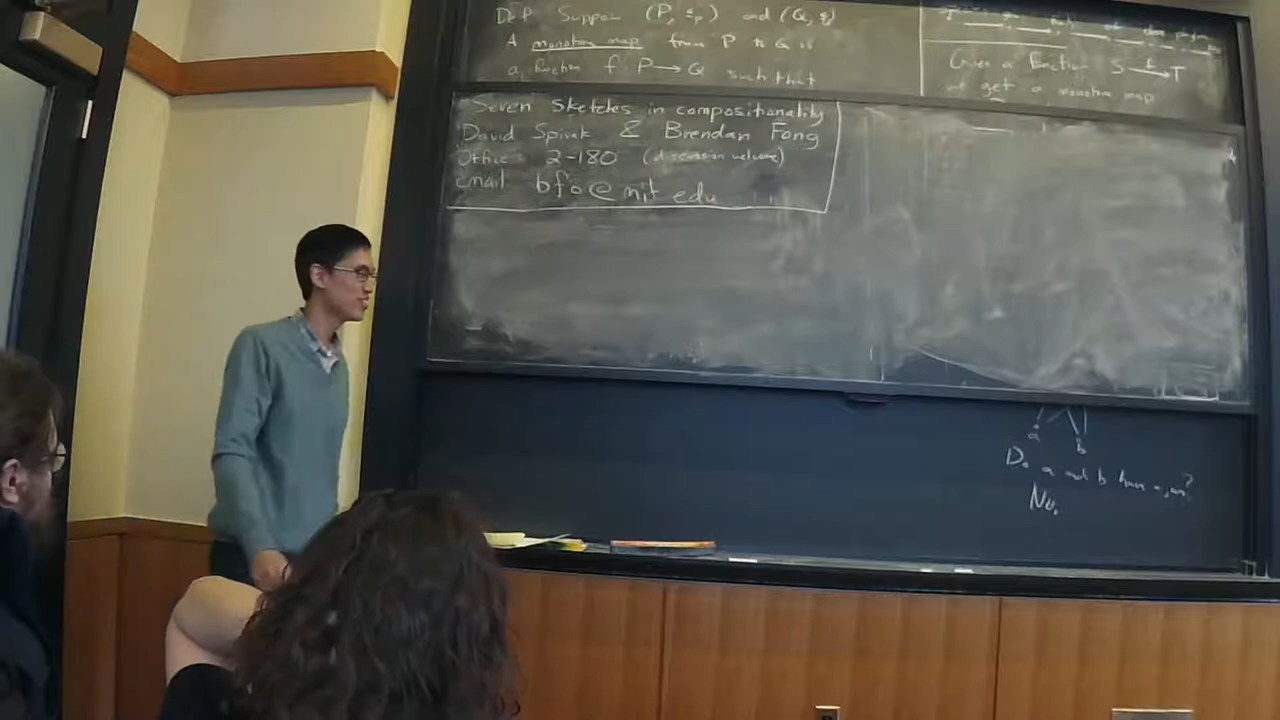 Def. Suppose (P, ≤p) and (Q, ≤)
A monotone map from P to Q is
a function f: P → Q such that
Given a function S f→ T
get a monotone map
Seven Sketches in compositionality
David Spivak & Brendan Fong
Office 2-180 (discussion welcome)
Email bfo@mit edu
a
b
Do a and b have a join?
No.